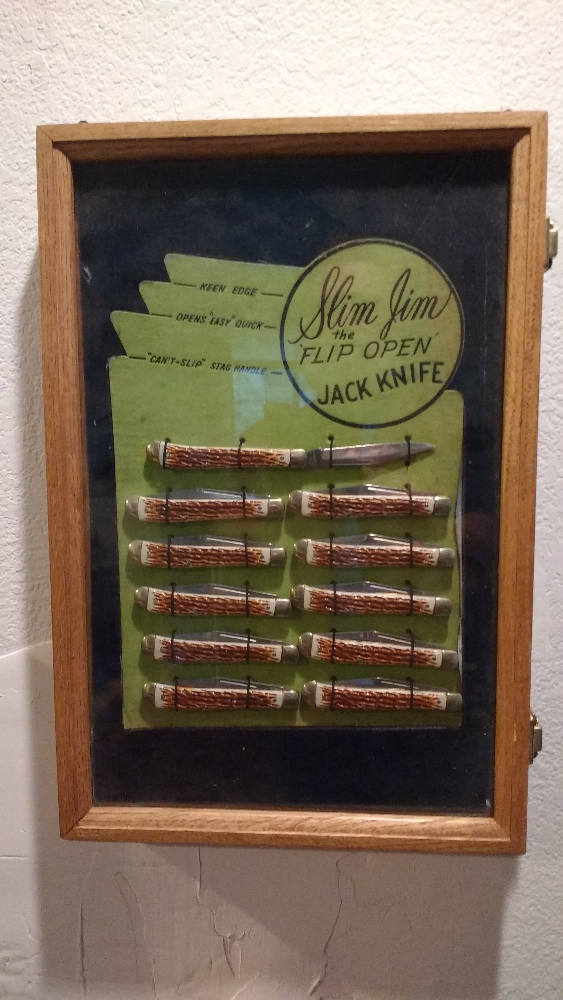 KEEN EDGE
OPENS "EASY" QUICK
"CAN'T-SLIP" STAG HANDLE
Slim Jim
the
'FLIP OPEN'
JACK KNIFE